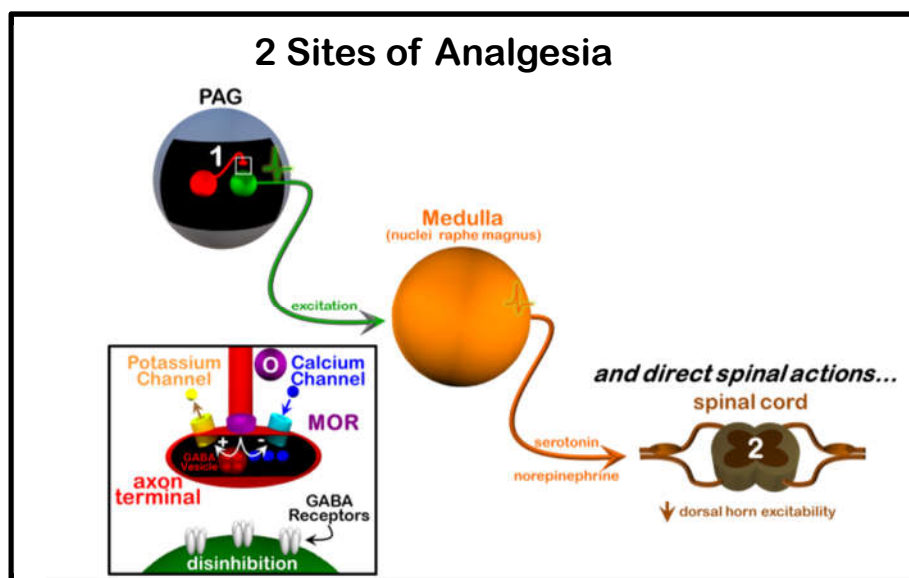 2 Sites of Analgesia
PAG
1
Medulla
(nuclei raphe magnus)
excitation
Potassium
Channel
O
Calcium
Channel
MOR
+
-
GABA
Vesicle
axon
terminal
GABA
Receptors
disinhibition
and direct spinal actions...
spinal cord
2
serotonin
norepinephrine
dorsal horn excitability